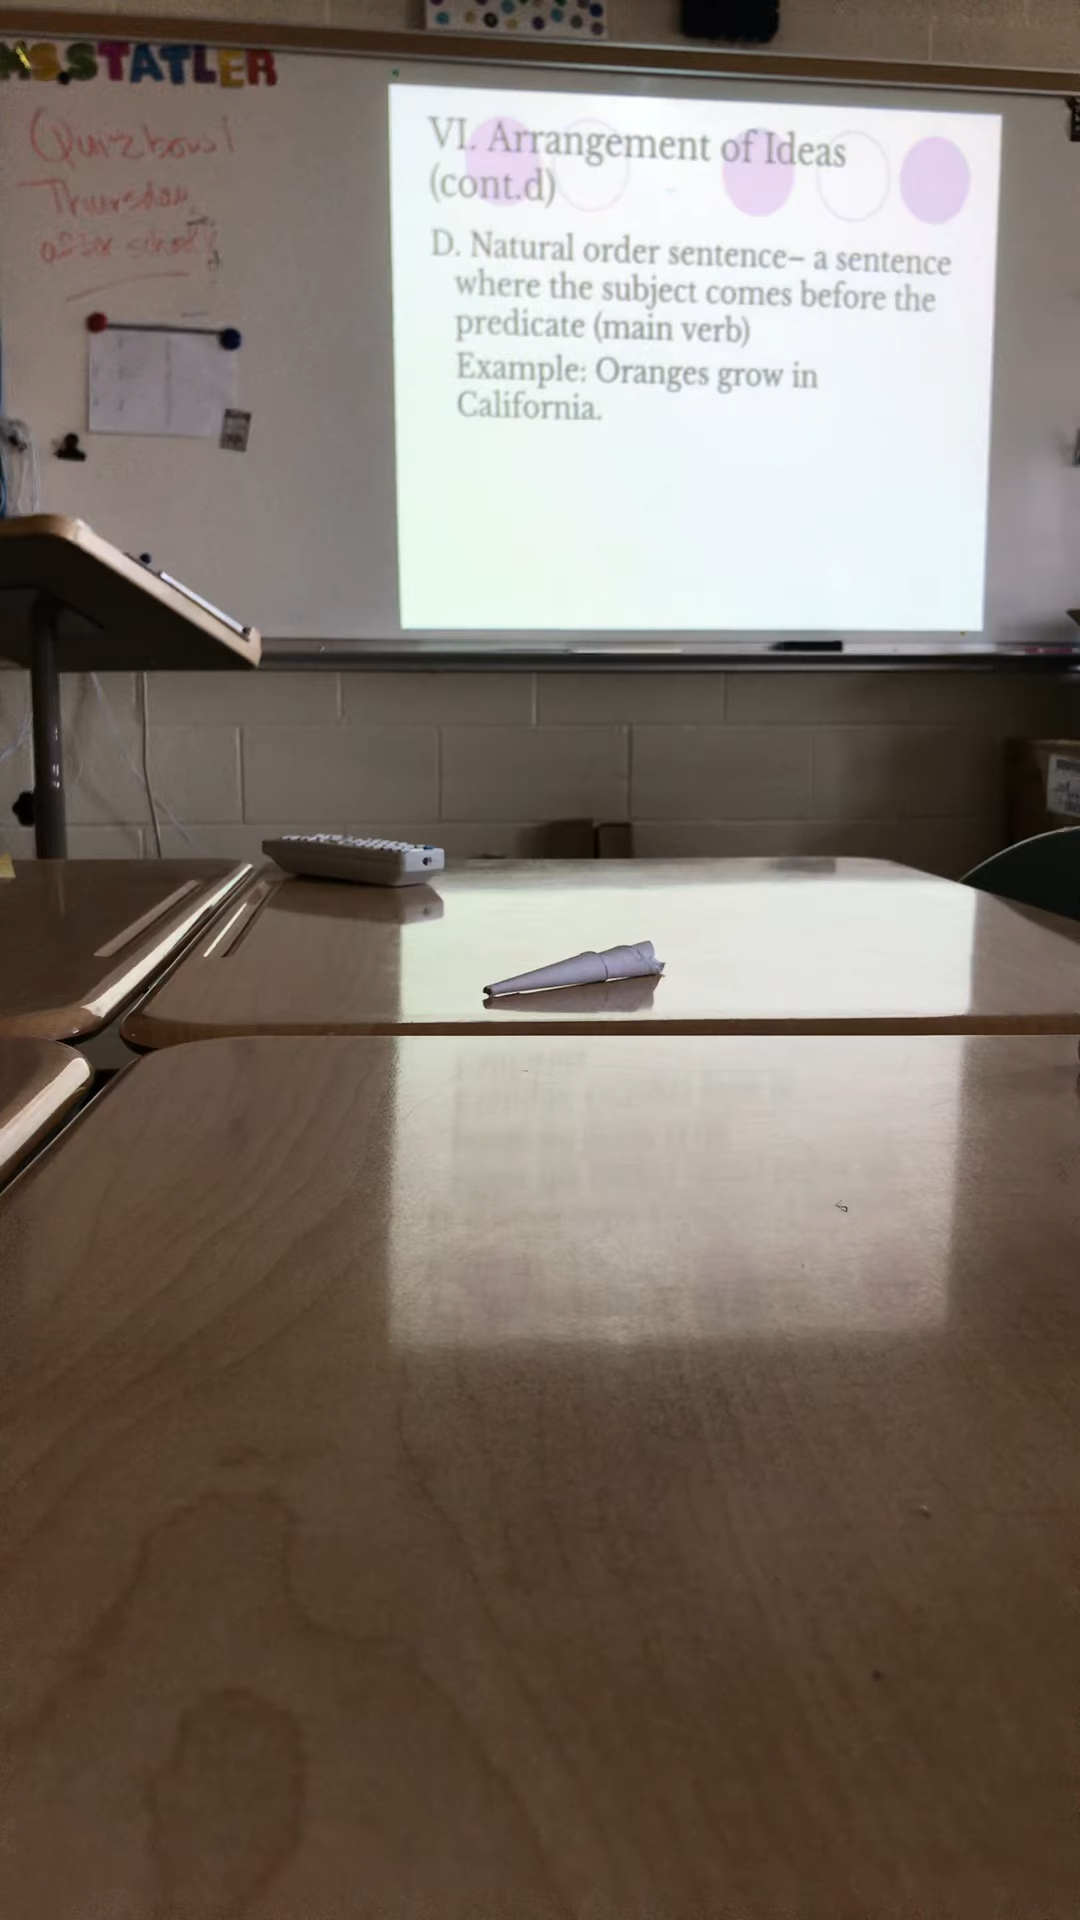 MS. STATLER
Quizbowl
Thursday
after school
VI. Arrangement of Ideas
(cont.d)
D. Natural order sentence– a sentence
where the subject comes before the
predicate (main verb)
Example: Oranges grow in
California.